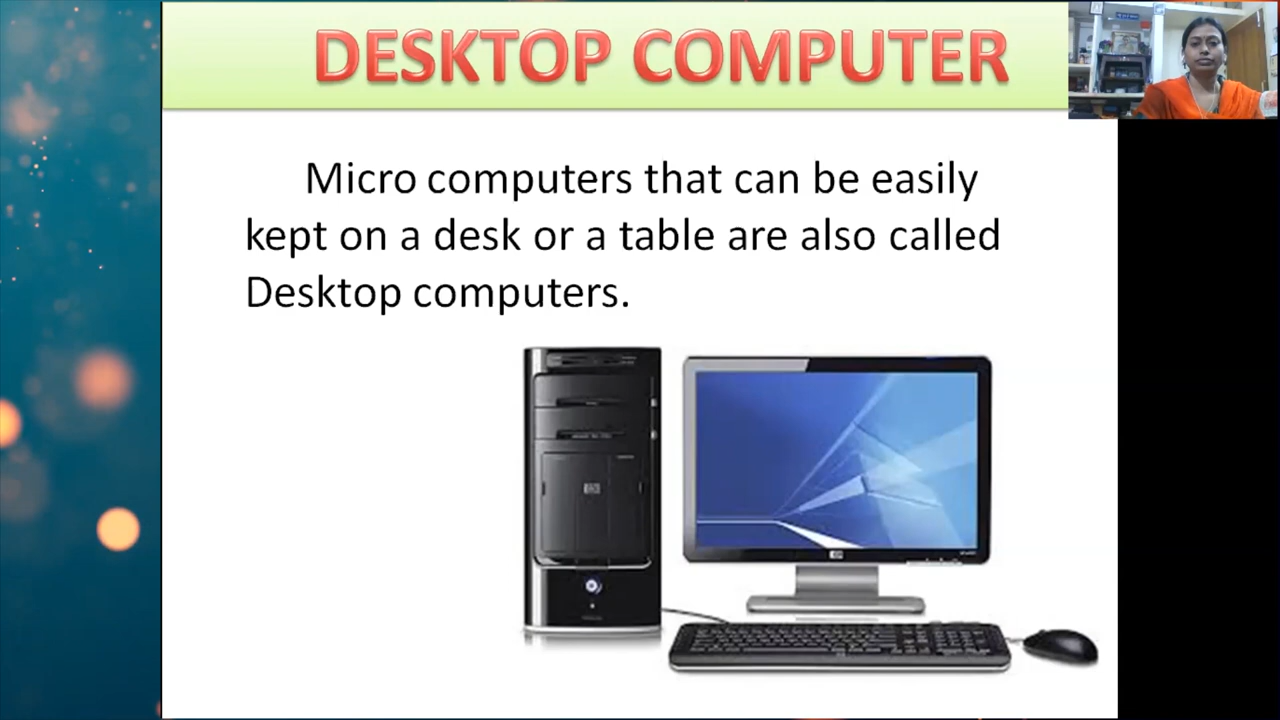 DESKTOP COMPUTER
Micro computers that can be easily
kept on a desk or a table are also called
Desktop computers.